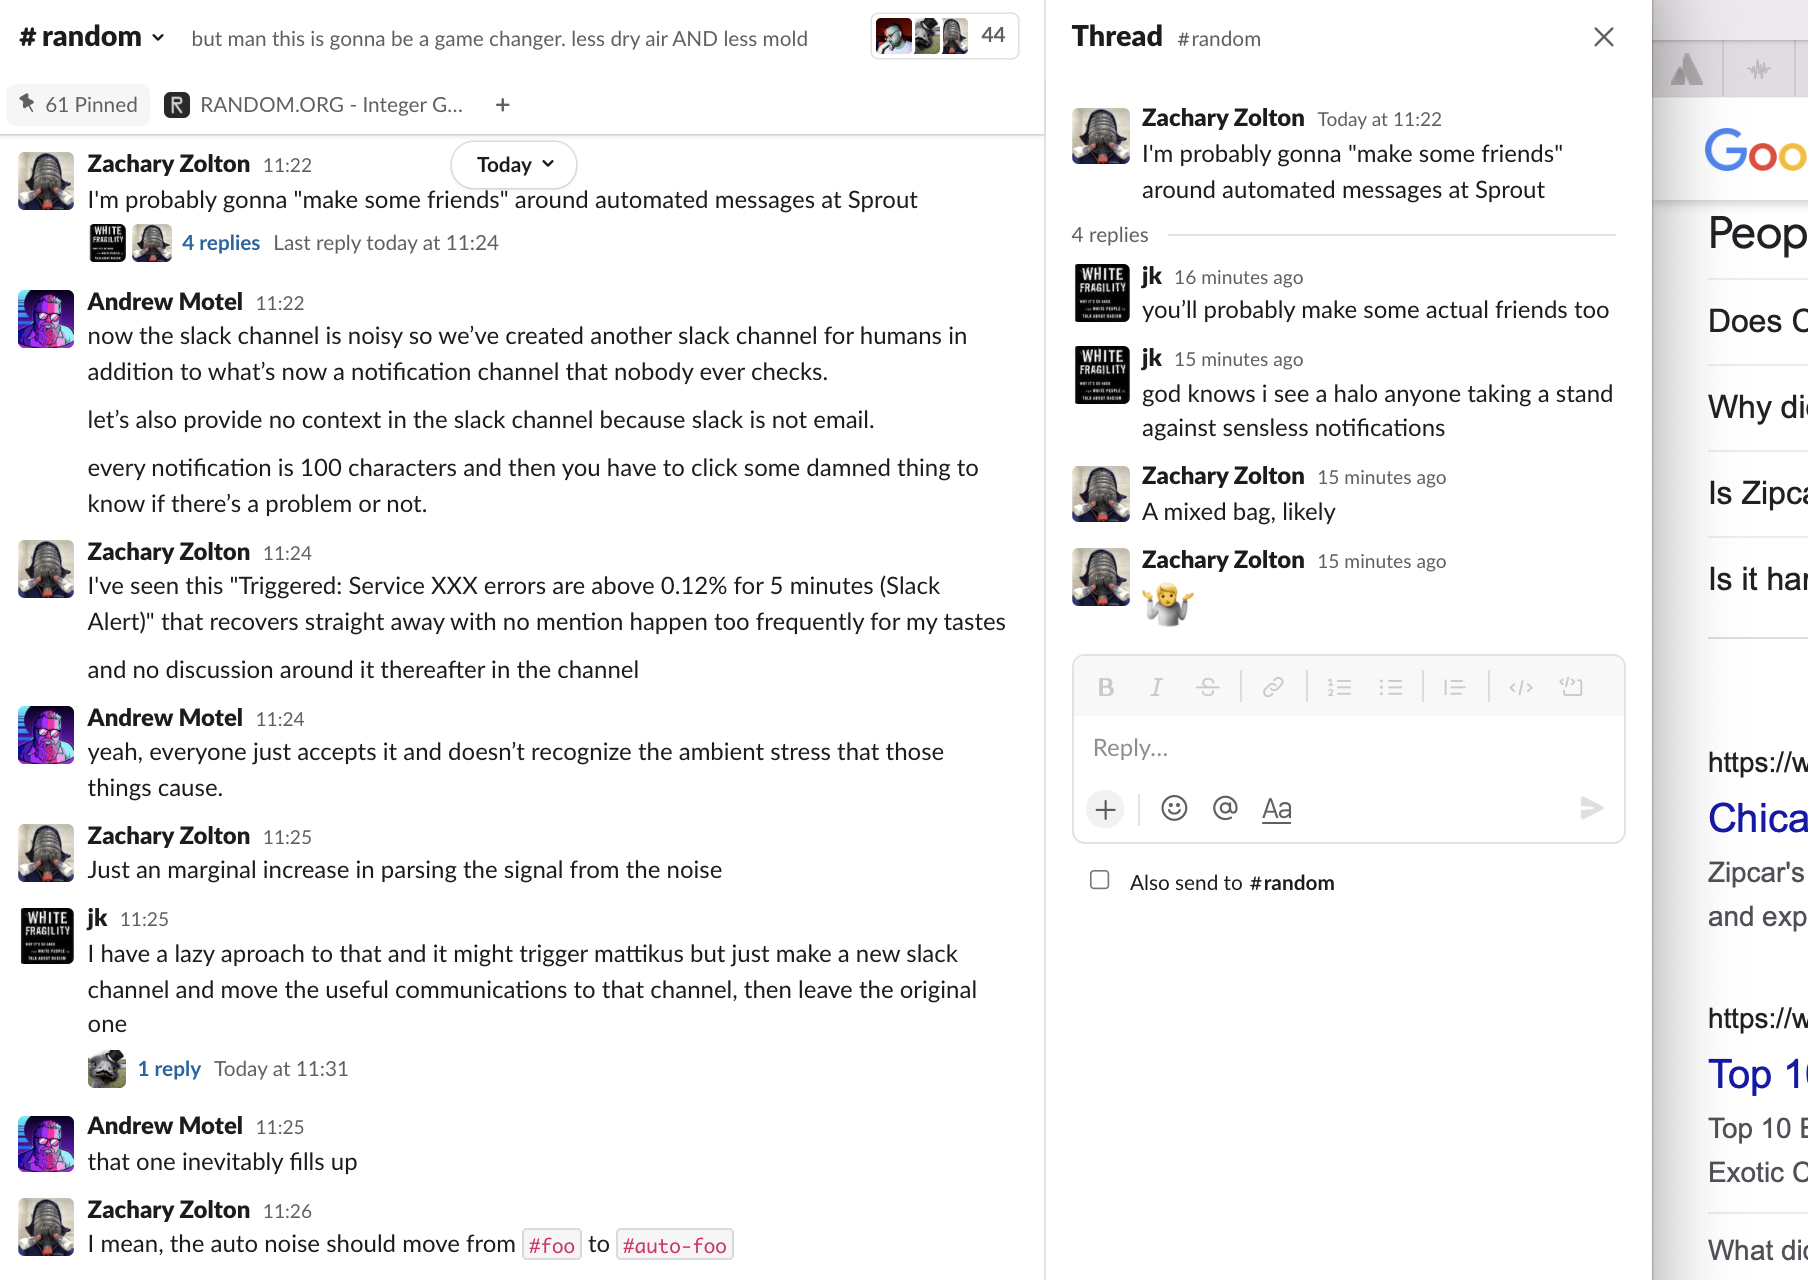 # random
but man this is gonna be a game changer. less dry air AND less mold
44
61 Pinned
RANDOM.ORG - Integer G...
+
Today
Zachary Zolton 11:22
I'm probably gonna "make some friends" around automated messages at Sprout
4 replies Last reply today at 11:24
Andrew Motel 11:22
now the slack channel is noisy so we’ve created another slack channel for humans in
addition to what’s now a notification channel that nobody ever checks.
let’s also provide no context in the slack channel because slack is not email.
every notification is 100 characters and then you have to click some damned thing to
know if there’s a problem or not.
Zachary Zolton 11:24
I've seen this "Triggered: Service XXX errors are above 0.12% for 5 minutes (Slack
Alert)" that recovers straight away with no mention happen too frequently for my tastes
and no discussion around it thereafter in the channel
Andrew Motel 11:24
yeah, everyone just accepts it and doesn’t recognize the ambient stress that those
things cause.
Zachary Zolton 11:25
Just an marginal increase in parsing the signal from the noise
WHITE
FRAGILITY
jk 11:25
I have a lazy aproach to that and it might trigger mattikus but just make a new slack
channel and move the useful communications to that channel, then leave the original
one
1 reply Today at 11:31
Andrew Motel 11:25
that one inevitably fills up
Zachary Zolton 11:26
I mean, the auto noise should move from #foo to #auto-foo
Thread #random
Zachary Zolton Today at 11:22
I'm probably gonna "make some friends"
around automated messages at Sprout
4 replies
WHITE
FRAGILITY
jk 16 minutes ago
you’ll probably make some actual friends too
WHITE
FRAGILITY
jk 15 minutes ago
god knows i see a halo anyone taking a stand
against sensless notifications
Zachary Zolton 15 minutes ago
A mixed bag, likely
Zachary Zolton 15 minutes ago
B I S
Reply...
+ @ Aa
Also send to #random
Goo
Peop
Does C
Why di
Is Zipca
Is it har
https://w
Chica
Zipcar's
and exp
https://w
Top 10
Top 10 E
Exotic C
What did